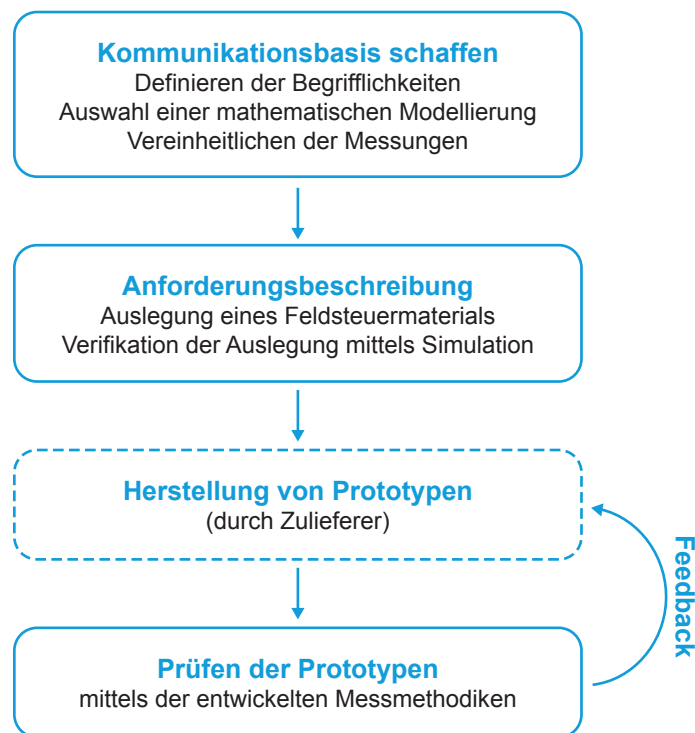 Kommunikationsbasis schaffen
Definieren der Begrifflichkeiten
Auswahl einer mathematischen Modellierung
Vereinheitlichen der Messungen
Anforderungsbeschreibung
Auslegung eines Feldsteuermaterials
Verifikation der Auslegung mittels Simulation
Herstellung von Prototypen
(durch Zulieferer)
Feedback
Prüfen der Prototypen
mittels der entwickelten Messmethodiken